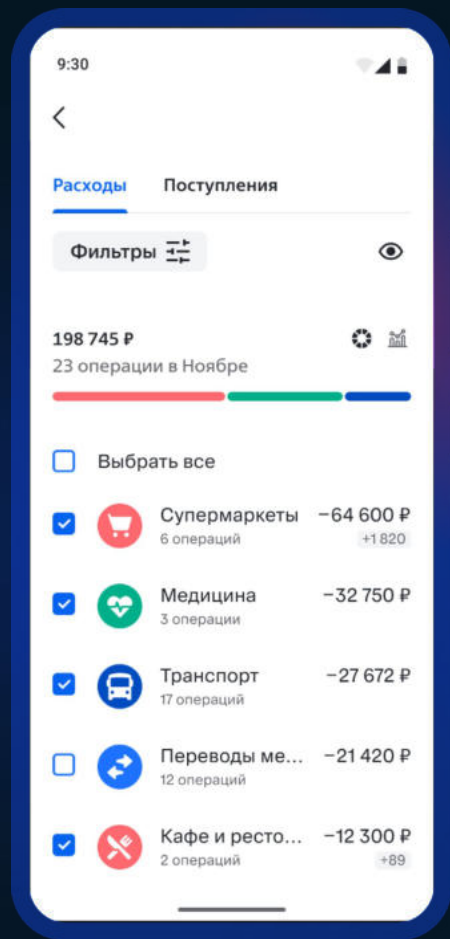 9:30
Расходы Поступления
Фильтры
198 745 ₽
23 операции в Ноябре
Выбрать все
Супермаркеты −64 600 ₽
6 операций +1 820
Медицина −32 750 ₽
3 операции
Транспорт −27 672 ₽
17 операций
Переводы ме... −21 420 ₽
12 операций
Кафе и ресто... −12 300 ₽
2 операций +89